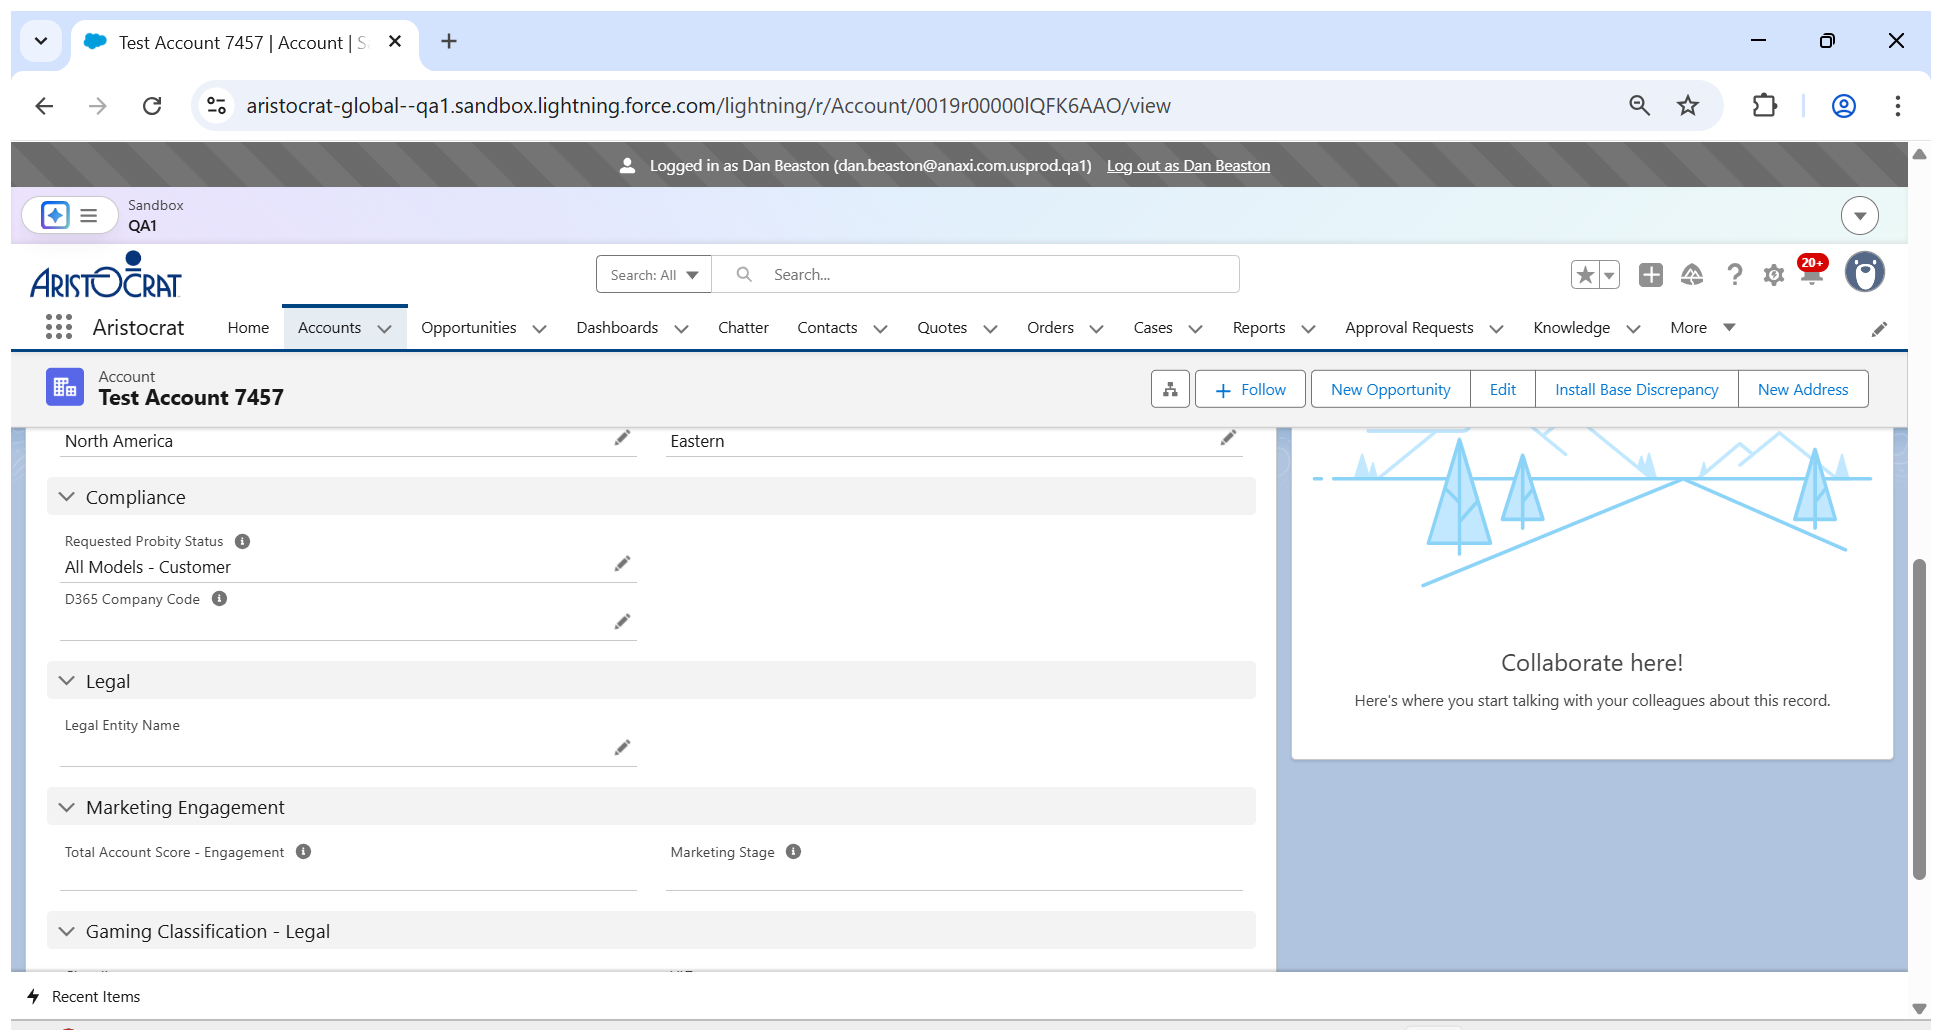 Test Account 7457 | Account | S
aristocrat-global--qa1.sandbox.lightning.force.com/lightning/r/Account/0019r00000lQFK6AAO/view
Logged in as Dan Beaston (dan.beaston@anaxi.com.usprod.qa1) Log out as Dan Beaston
Sandbox
QA1
ARISTOCRAT
Search: All
Search...
20+
Aristocrat
Home
Accounts
Opportunities
Dashboards
Chatter
Contacts
Quotes
Orders
Cases
Reports
Approval Requests
Knowledge
More
Account
Test Account 7457
Follow
New Opportunity
Edit
Install Base Discrepancy
New Address
North America
Eastern
Compliance
Requested Probity Status
All Models - Customer
D365 Company Code
Legal
Legal Entity Name
Marketing Engagement
Total Account Score - Engagement
Marketing Stage
Gaming Classification - Legal
Collaborate here!
Here's where you start talking with your colleagues about this record.
Recent Items